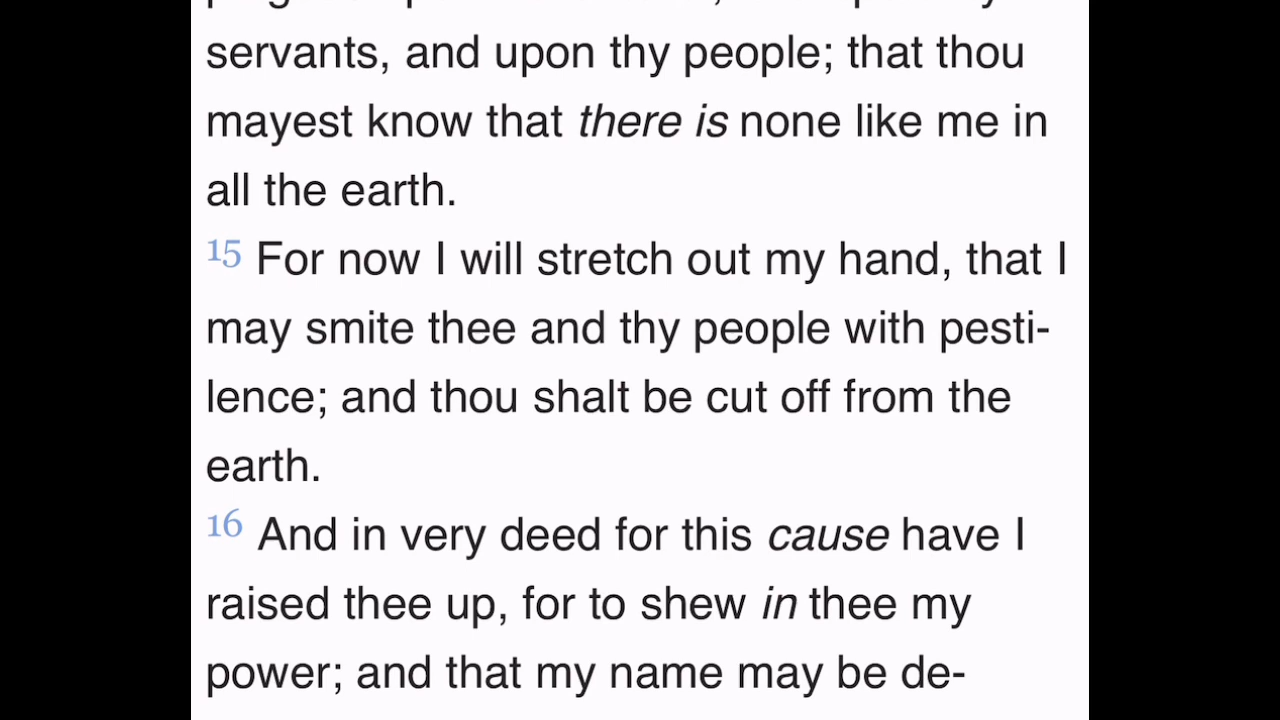 servants, and upon thy people; that thou
mayest know that there is none like me in
all the earth.
15 For now I will stretch out my hand, that I
may smite thee and thy people with pesti-
lence; and thou shalt be cut off from the
earth.
16 And in very deed for this cause have I
raised thee up, for to shew in thee my
power; and that my name may be de-